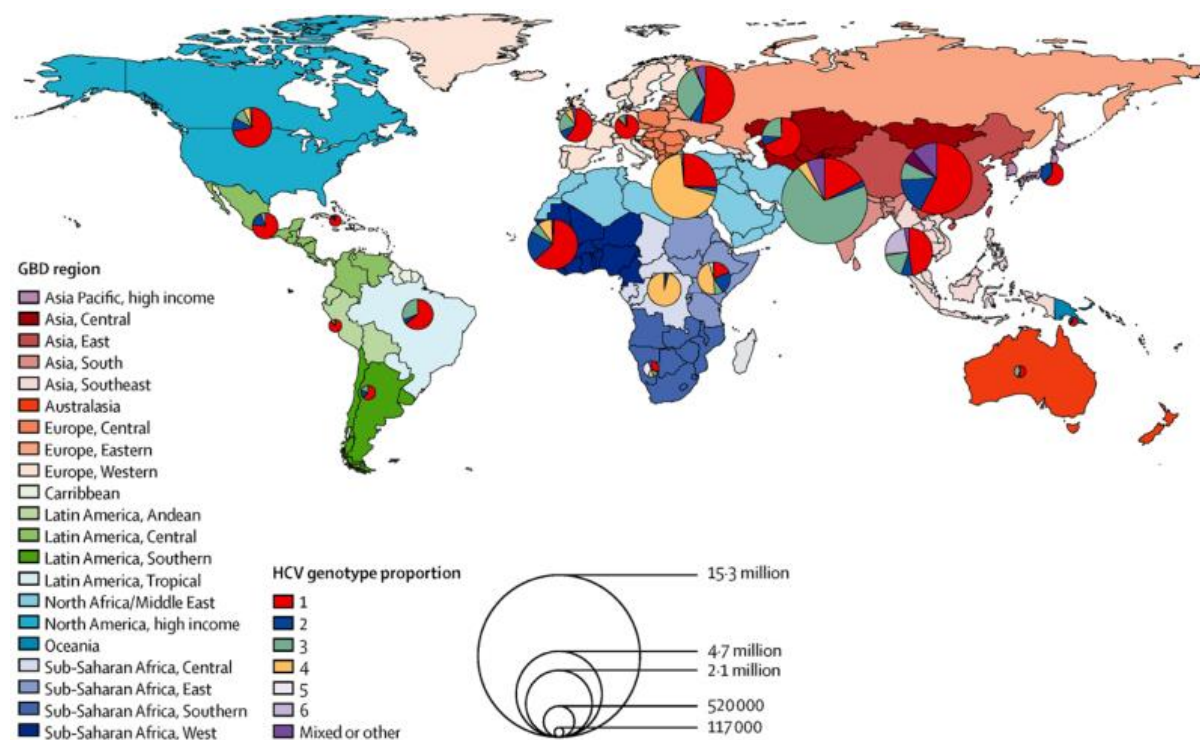 GBD region
Asia Pacific, high income
Asia, Central
Asia, East
Asia, South
Asia, Southeast
Australasia
Europe, Central
Europe, Eastern
Europe, Western
Carribbean
Latin America, Andean
Latin America, Central
Latin America, Southern
Latin America, Tropical
North Africa/Middle East
North America, high income
Oceania
Sub-Saharan Africa, Central
Sub-Saharan Africa, East
Sub-Saharan Africa, Southern
Sub-Saharan Africa, West
HCV genotype proportion
1
2
3
4
5
6
Mixed or other
15·3 million
4·7 million
2·1 million
520 000
117 000